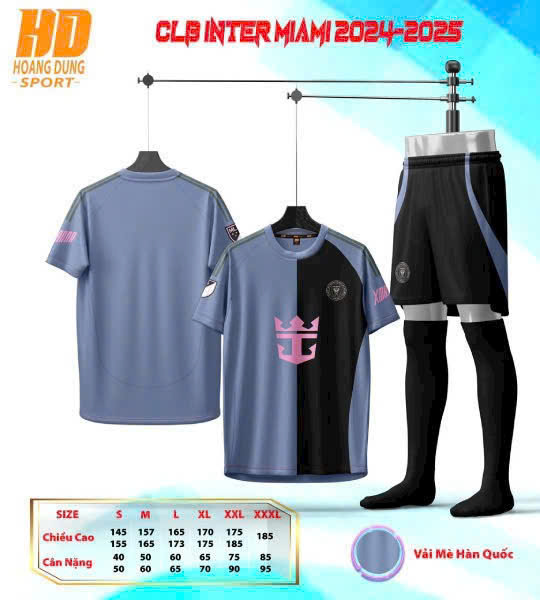 HD
HOANG DUNG
SPORT
CLB INTER MIAMI 2024-2025
SIZE S M L XL XXL XXXL
Chiều Cao 145 157 165 170 175 185
155 165 173 175 185
Cân Nặng 40 50 60 65 75 85
50 60 65 70 90 95
Vải Mè Hàn Quốc